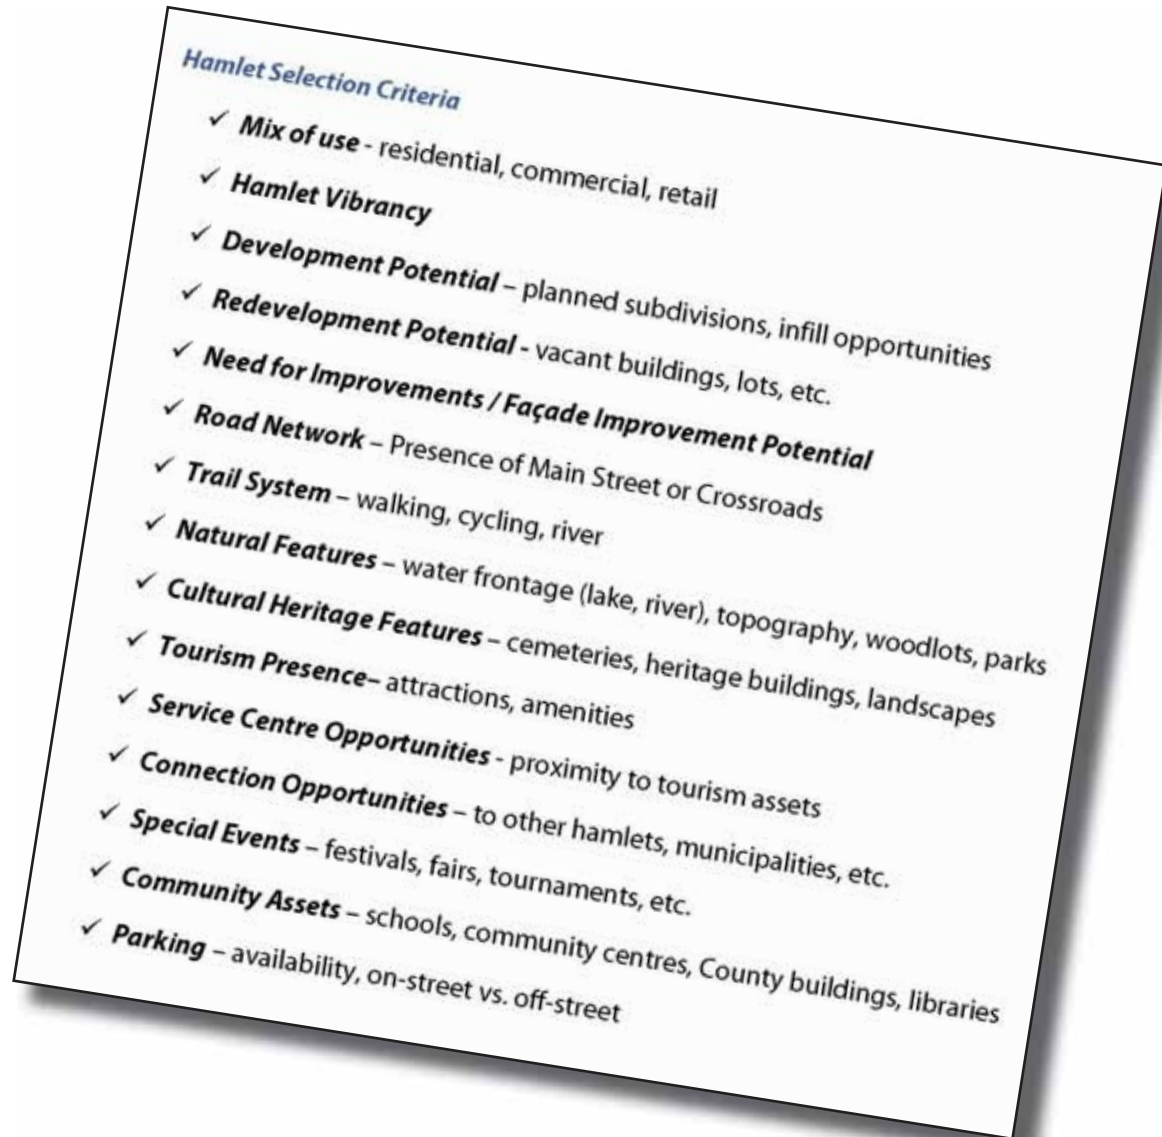 Hamlet Selection Criteria
✓ Mix of use - residential, commercial, retail
✓ Hamlet Vibrancy
✓ Development Potential – planned subdivisions, infill opportunities
✓ Redevelopment Potential - vacant buildings, lots, etc.
✓ Need for Improvements / Façade Improvement Potential
✓ Road Network – Presence of Main Street or Crossroads
✓ Trail System – walking, cycling, river
✓ Natural Features – water frontage (lake, river), topography, woodlots, parks
✓ Cultural Heritage Features – cemeteries, heritage buildings, landscapes
✓ Tourism Presence– attractions, amenities
✓ Service Centre Opportunities - proximity to tourism assets
✓ Connection Opportunities – to other hamlets, municipalities, etc.
✓ Special Events – festivals, fairs, tournaments, etc.
✓ Community Assets – schools, community centres, County buildings, libraries
✓ Parking – availability, on-street vs. off-street